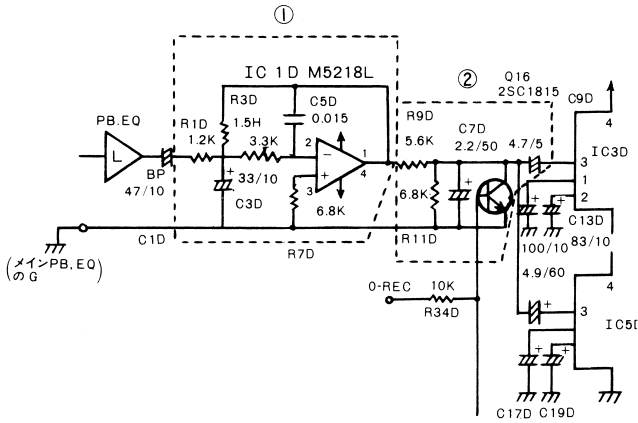 ①
IC 1D M5218L
②
Q16
2SC1815
C9D
4
R3D
1.5H
C5D
0.015
PB.EQ
R1D
1.2K
3.3K
2
R9D
5.6K
C7D
2.2/50
4.7/5
IC3D
L
−
1
3
BP
+
4
1
47/10
+
33/10
3
6.8K
+
2
C3D
6.8K
+
+
C13D
C1D
R7D
R11D
100/10
83/10
(メインPB,EQ)
のG
4.9/60
4
O-REC
10K
R34D
+
3
IC5D
+
+
C17D
C19D